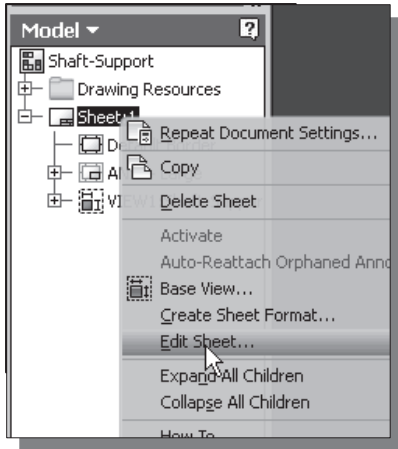 Model
?
Shaft-Support
Drawing Resources
Sheet:1
Repeat Document Settings...
Copy
Delete Sheet
Activate
Auto-Reattach Orphaned Anno
Base View...
Create Sheet Format...
Edit Sheet...
Expand All Children
Collapse All Children
How To